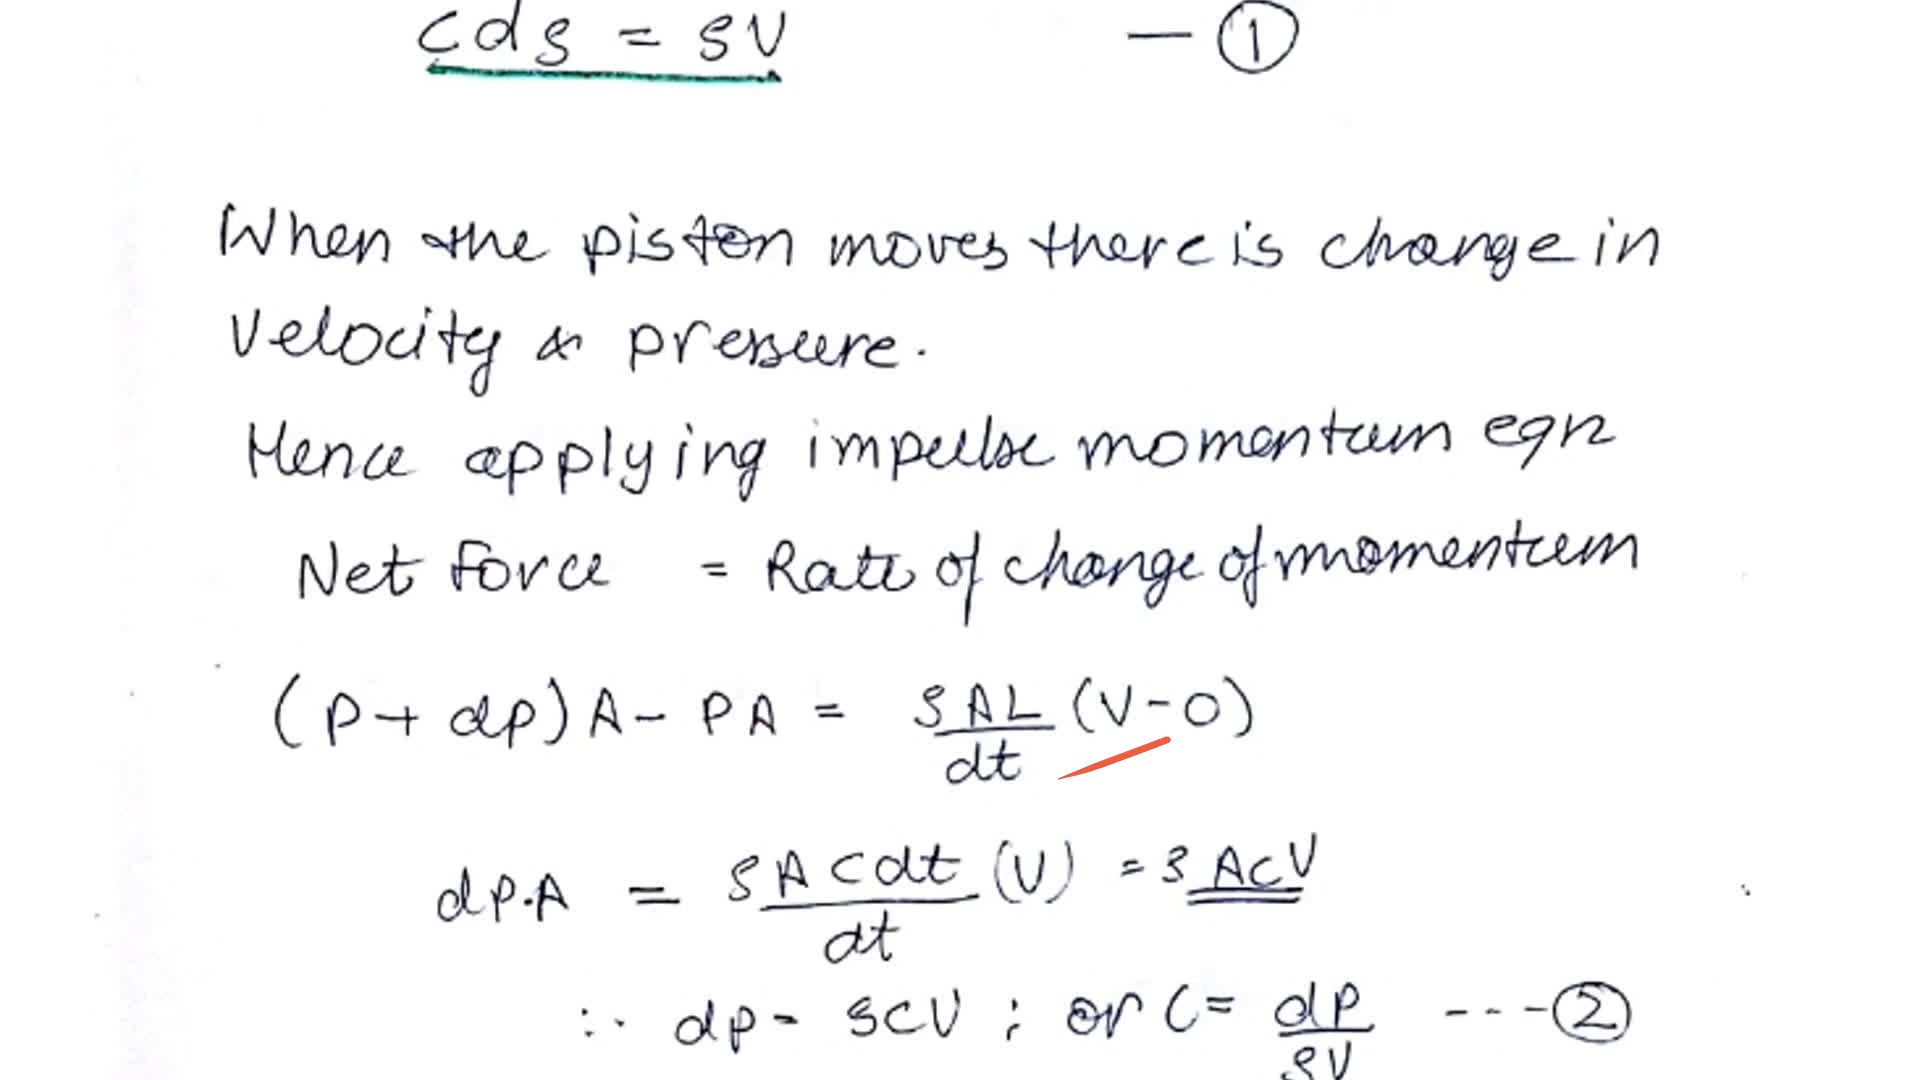 Cdρ = ρV — ①
When the piston moves there is change in
velocity & pressure.
Hence applying impulse momentum eqn
Net force = Rate of change of momentum
(P + dp) A - PA = ρAL/dt (V-0)
dp.A = ρACdt/dt (V) = ρACV
∴ dp = ρCV ; or C = dp/ρV ---②